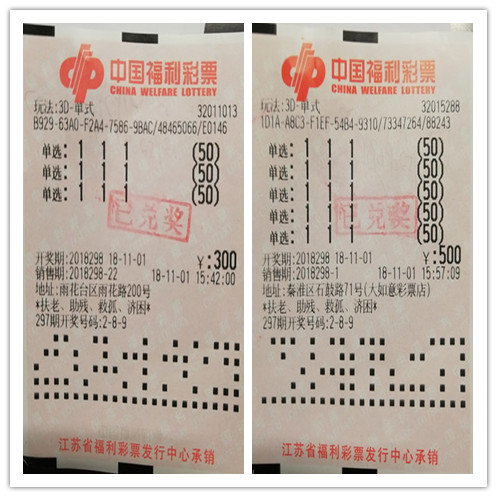 中国福利彩票
CHINA WELFARE LOTTERY
玩法:3D-单式 32011013
B929-63A0-F2A4-7586-9BAC/48465066/E0146
单选: 1 1 1 (50)
单选: 1 1 1 (50)
单选: 1 1 1 (50)
已兑奖
开奖期:2018298 18-11-01 ¥:300
销售期:2018298-22 18-11-01 15:42:00
地址:雨花台区雨花路200号
*扶老、助残、救孤、济困*
297期开奖号码:2-8-9
江苏省福利彩票发行中心承销
中国福利彩票
CHINA WELFARE LOTTERY
玩法:3D-单式 32015288
1D1A-A8C3-F1EF-54B4-9310/73347264/88243
单选: 1 1 1 (50)
单选: 1 1 1 (50)
单选: 1 1 1 (50)
单选: 1 1 1 (50)
单选: 1 1 1 (50)
已兑奖
开奖期:2018298 18-11-01 ¥:500
销售期:2018298-1 18-11-01 15:57:09
地址:秦淮区石鼓路71号(大如意彩票店)
*扶老、助残、救孤、济困*
297期开奖号码:2-8-9
江苏省福利彩票发行中心承销